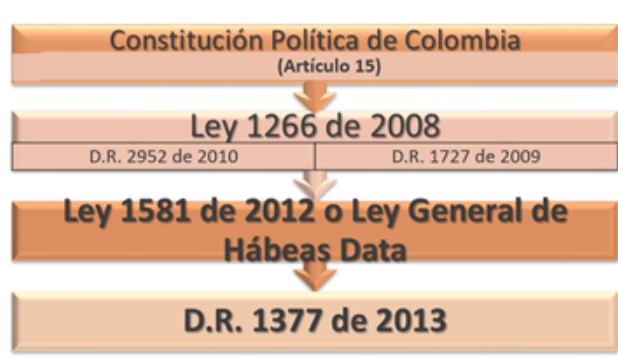 Constitución Política de Colombia
(Artículo 15)
Ley 1266 de 2008
D.R. 2952 de 2010
D.R. 1727 de 2009
Ley 1581 de 2012 o Ley General de
Hábeas Data
D.R. 1377 de 2013